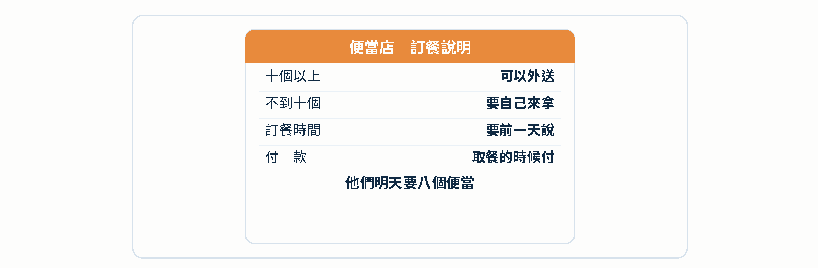 便當店　訂餐說明
十個以上　可以外送
不到十個　要自己來拿
訂餐時間　要前一天說
付　款　取餐的時候付
他們明天要八個便當